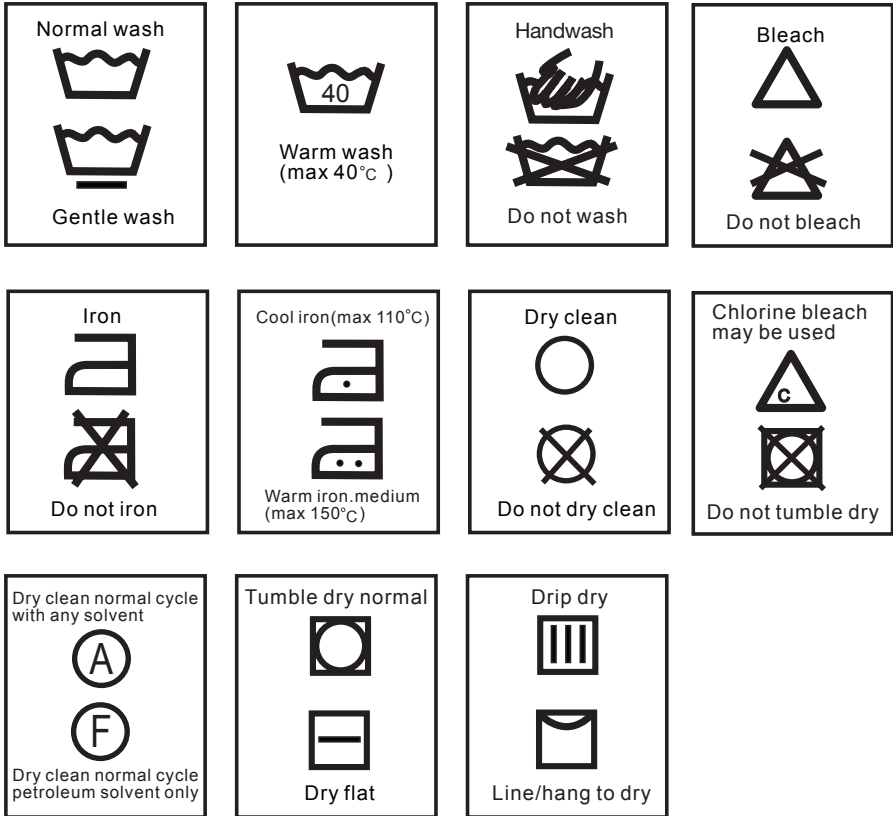 Normal wash
Gentle wash
40
Warm wash
(max 40°C )
Handwash
Do not wash
Bleach
Do not bleach
Iron
Do not iron
Cool iron(max 110°C)
Warm iron.medium
(max 150°C)
Dry clean
Do not dry clean
Chlorine bleach
may be used
C
Do not tumble dry
Dry clean normal cycle
with any solvent
A
F
Dry clean normal cycle
petroleum solvent only
Tumble dry normal
Dry flat
Drip dry
Line/hang to dry